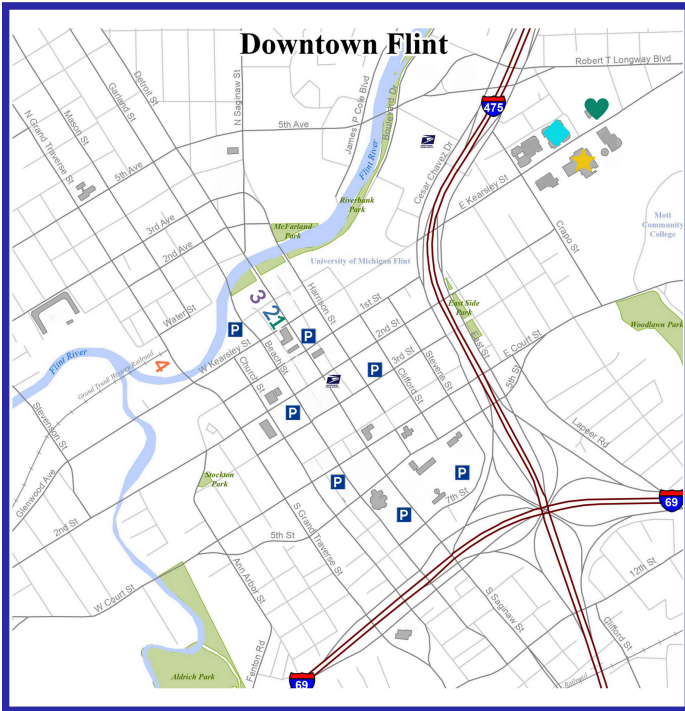 Downtown Flint
Robert T Longway Blvd
475
Detroit St
Garland St
Mason St
N Grand Traverse St
N Saginaw St
5th Ave
James P Cole Blvd
Boulevard Dr
Flint River
Cesar Chavez Dr
E Kearsley St
5th Ave
3rd Ave
2nd Ave
Riverbank
Park
McFarland
Park
University of Michigan Flint
Crapo St
Mott
Community
College
Harrison St
1st St
2nd St
East Side
Park
Woodlawn Park
3
2
1
P
P
Water St
W Kearsley St
Beach St
Church St
3rd St
Clifford St
Stevens St
East St
E Court St
5th St
4
Flint River
Grand Trunk Western Railroad
P
P
Stevenson St
Glenwood Ave
Lapeer Rd
Stockton
Park
P
P
P
7th St
69
2nd St
5th St
S Grand Traverse St
W Court St
Ann Arbor St
Fenton Rd
S Saginaw St
12th St
Clifford St
Aldrich Park
69
Railroad